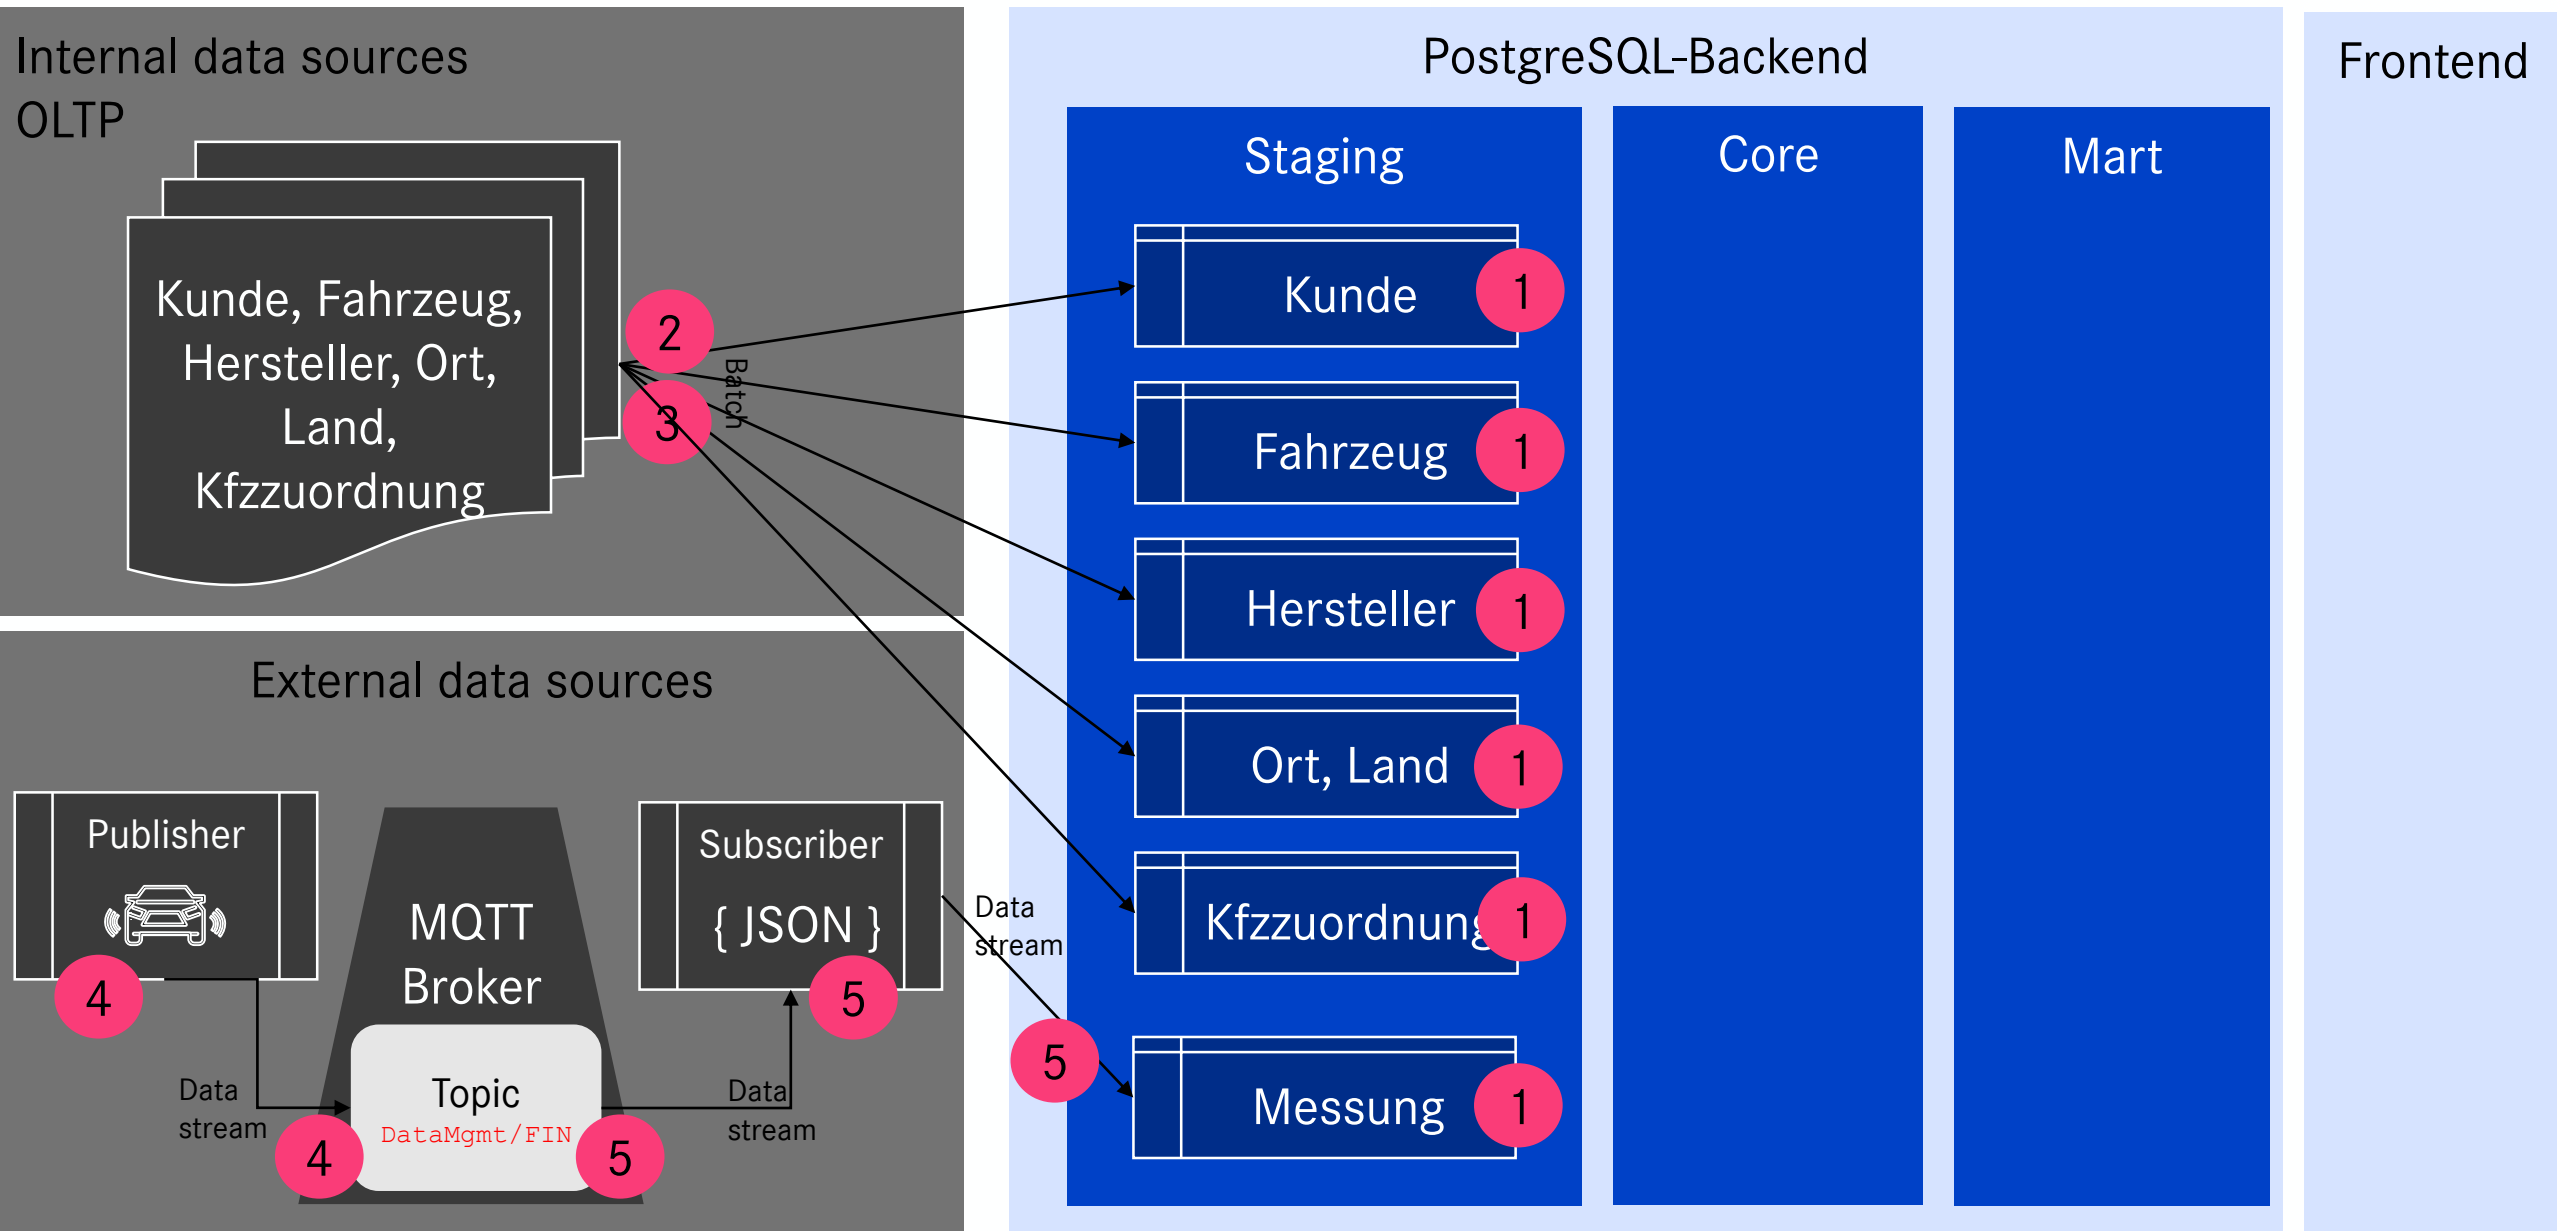 Internal data sources
OLTP
Kunde, Fahrzeug,
Hersteller, Ort,
Land,
Kfzzuordnung
2
3
Batch
External data sources
Publisher
4
MQTT
Broker
Topic
DataMgmt/FIN
Data
stream
4
5
Data
stream
Subscriber
{ JSON }
5
Data
stream
5
PostgreSQL-Backend
Staging
Kunde
1
Fahrzeug
1
Hersteller
1
Ort, Land
1
Kfzzuordnung
1
Messung
1
Core
Mart
Frontend